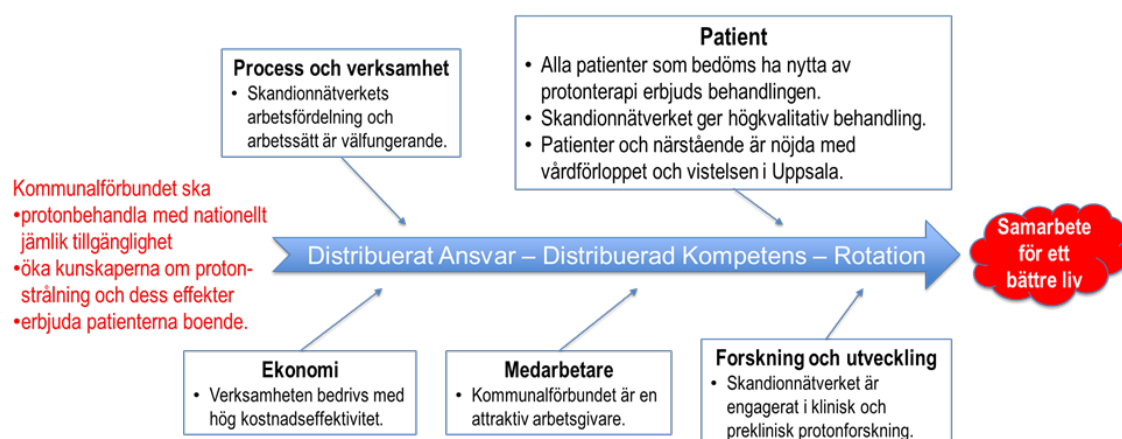 Process och verksamhet
• Skandionnätverkets
arbetsfördelning och
arbetssätt är välfungerande.
Patient
• Alla patienter som bedöms ha nytta av
protonterapi erbjuds behandlingen.
• Skandionnätverket ger högkvalitativ behandling.
• Patienter och närstående är nöjda med
vårdförloppet och vistelsen i Uppsala.
Kommunalförbundet ska
•protonbehandla med nationellt
jämlik tillgänglighet
•öka kunskaperna om proton-
strålning och dess effekter
•erbjuda patienterna boende.
Distribuerat Ansvar – Distribuerad Kompetens – Rotation
Samarbete
för ett
bättre liv
Ekonomi
• Verksamheten bedrivs med
hög kostnadseffektivitet.
Medarbetare
• Kommunalförbundet är en
attraktiv arbetsgivare.
Forskning och utveckling
• Skandionnätverket är
engagerat i klinisk och
preklinisk protonforskning.